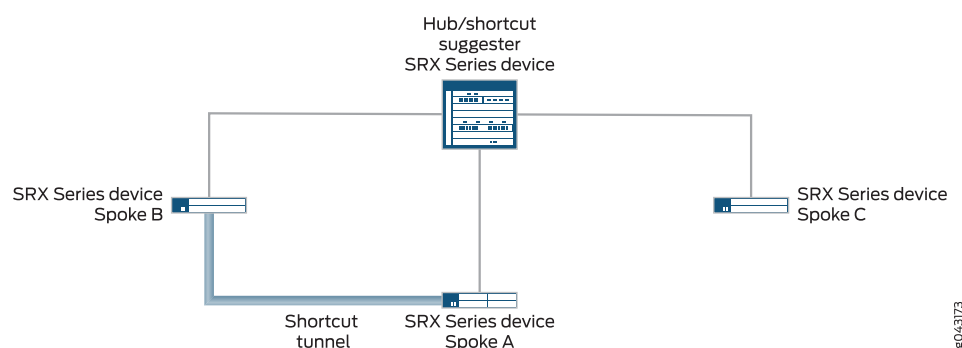 Hub/shortcut
suggester
SRX Series device
SRX Series device
Spoke B
SRX Series device
Spoke C
Shortcut
tunnel
SRX Series device
Spoke A
g043173